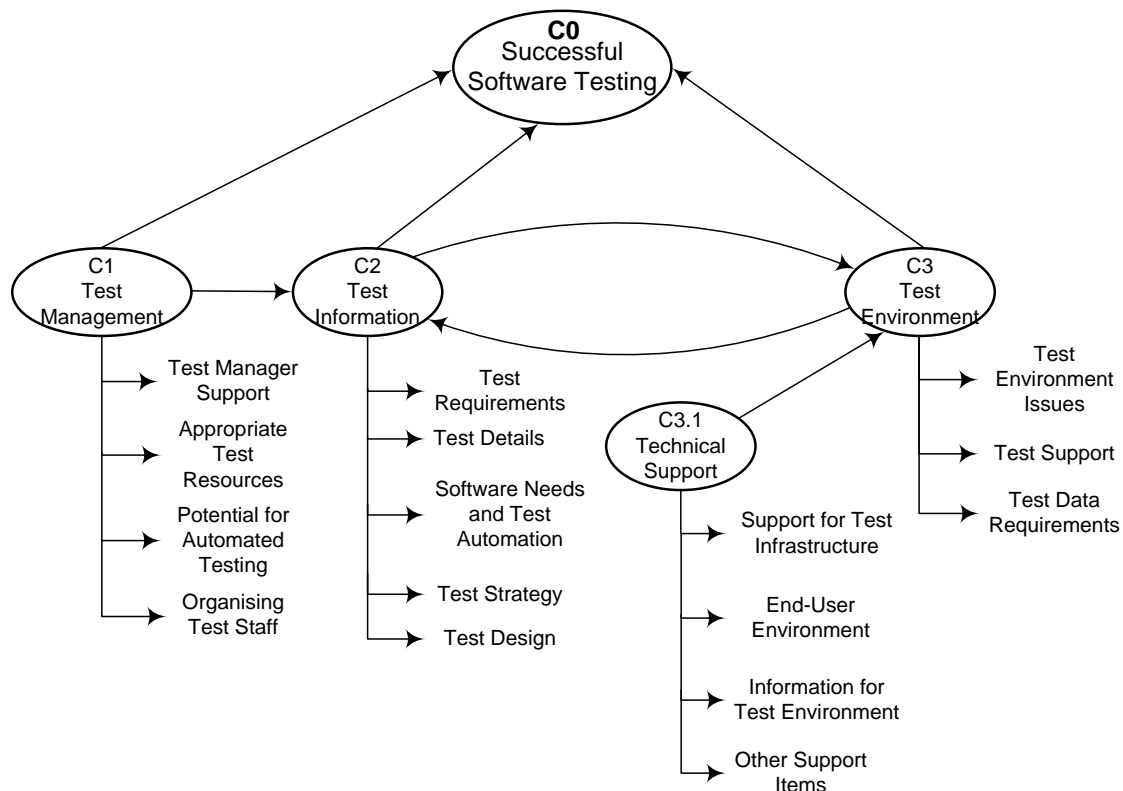 C0
Successful
Software Testing
C1
Test
Management
C2
Test
Information
C3
Test
Environment
Test Manager
Support
Appropriate
Test
Resources
Potential for
Automated
Testing
Organising
Test Staff
Test
Requirements
Test Details
Software Needs
and Test
Automation
Test Strategy
Test Design
C3.1
Technical
Support
Support for Test
Infrastructure
End-User
Environment
Information for
Test Environment
Other Support
Items
Test
Environment
Issues
Test Support
Test Data
Requirements